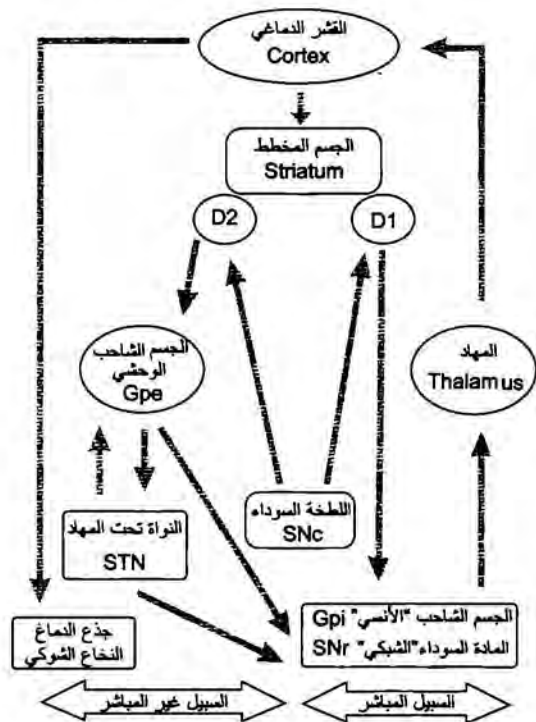 القشر الدماغي
Cortex
الجسم المخطط
Striatum
D2
D1
الجسم الشاحب
الوحشي
Gpe
المهاد
Thalamus
اللطخة السوداء
SNc
النواة تحت المهاد
STN
جذع الدماغ
النخاع الشوكي
الجسم الشاحب "الأنسي" Gpi
المادة السوداء "الشبكي" SNr
السبيل غير المباشر
السبيل المباشر